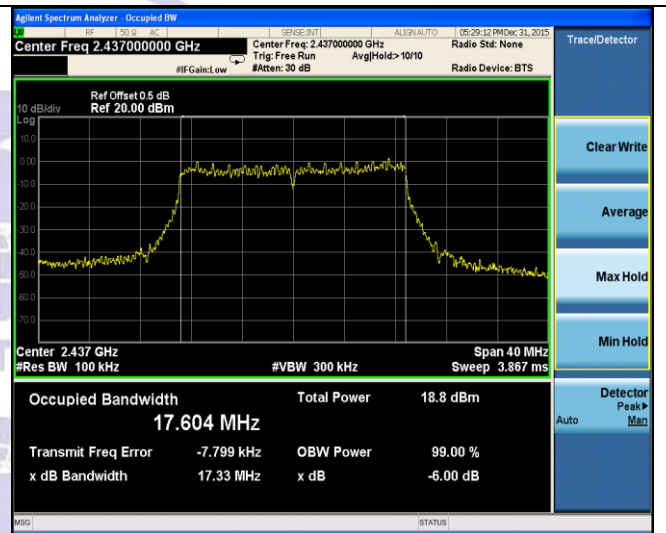 Agilent Spectrum Analyzer - Occupied BW
RF 50 Ω AC SENSE:INT ALIGN AUTO 05:29:12 PM Dec 31, 2015
Center Freq 2.437000000 GHz
Center Freq: 2.437000000 GHz
Radio Std: None
Trig: Free Run Avg|Hold:> 10/10
#IFGain:Low #Atten: 30 dB Radio Device: BTS
Trace/Detector
Ref Offset 0.5 dB
10 dB/div Ref 20.00 dBm
Log
10.0
0.00
-10.0
-20.0
-30.0
-40.0
-50.0
-60.0
-70.0
Center 2.437 GHz Span 40 MHz
#Res BW 100 kHz #VBW 300 kHz Sweep 3.867 ms
Occupied Bandwidth Total Power 18.8 dBm
17.604 MHz
Transmit Freq Error -7.799 kHz OBW Power 99.00 %
x dB Bandwidth 17.33 MHz x dB -6.00 dB
Clear Write
Average
Max Hold
Min Hold
Detector
Peak▶
Auto Man
MSG STATUS